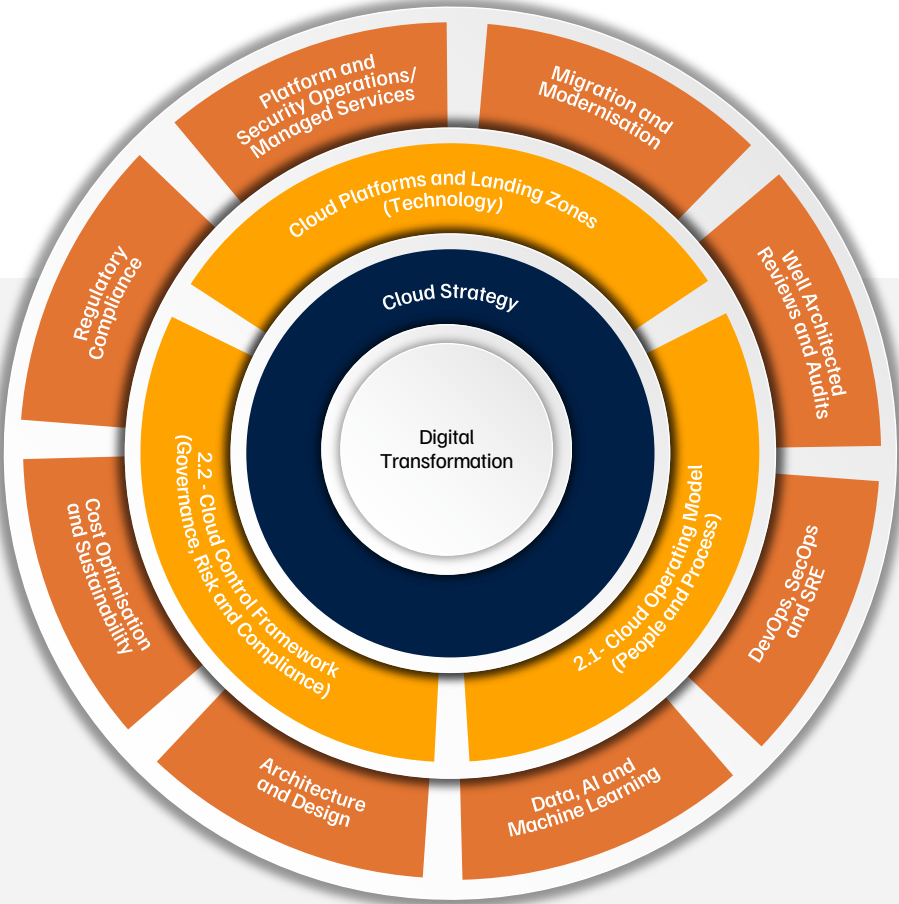 Platform and
Security Operations/
Managed Services
Migration and
Modernisation
Well Architected
Reviews and Audits
DevOps, SecOps
and SRE
Data, AI and
Machine Learning
Architecture
and Design
Cost Optimisation
and Sustainability
Regulatory
Compliance
Cloud Platforms and Landing Zones
(Technology)
2.1- Cloud Operating Model
(People and Process)
2.2 - Cloud Control Framework
(Governance, Risk and Compliance)
Cloud Strategy
Digital
Transformation